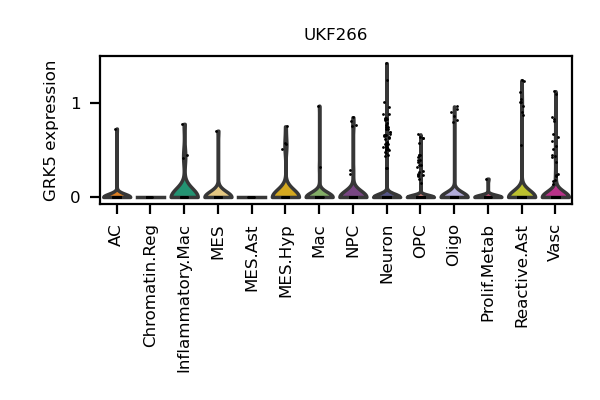 UKF266
GRK5 expression
1
0
AC
Chromatin.Reg
Inflammatory.Mac
MES
MES.Ast
MES.Hyp
Mac
NPC
Neuron
OPC
Oligo
Prolif.Metab
Reactive.Ast
Vasc